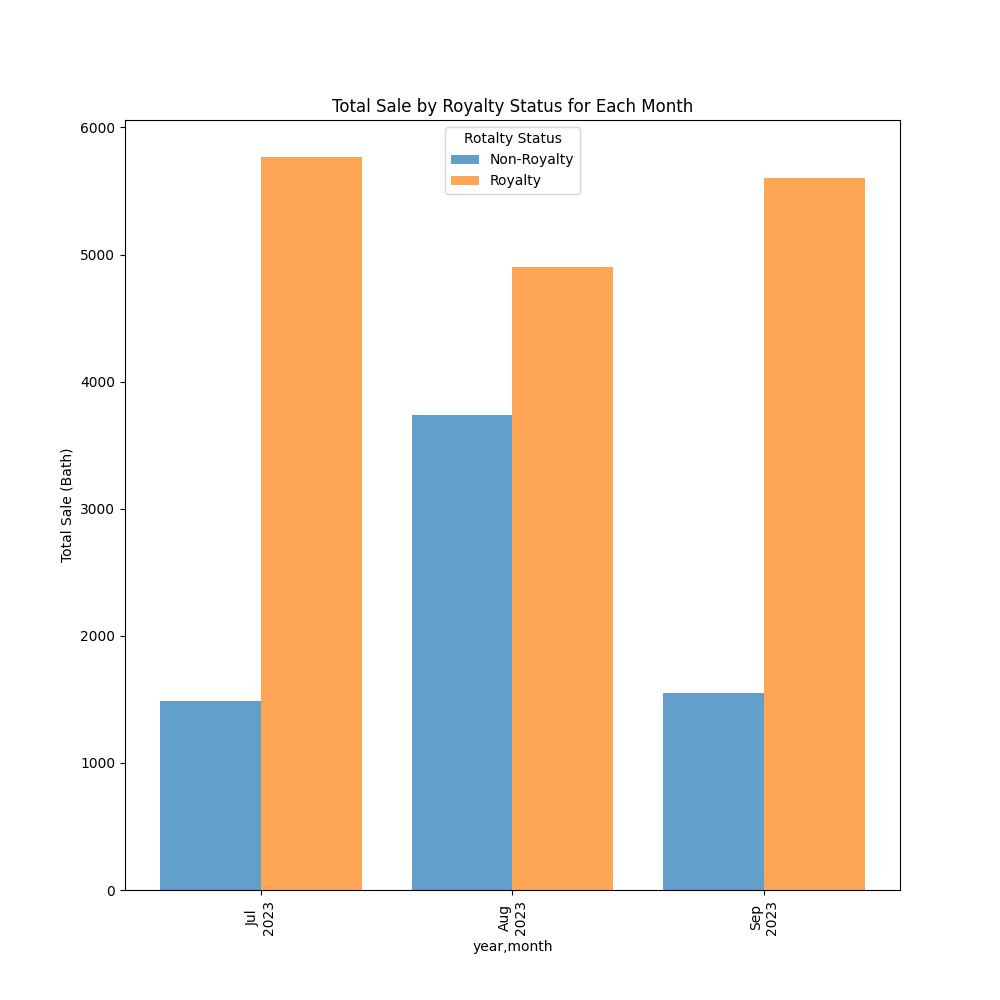 Total Sale by Royalty Status for Each Month
Rotalty Status
Non-Royalty
Royalty
Total Sale (Bath)
6000
5000
4000
3000
2000
1000
0
Jul
2023
Aug
2023
Sep
2023
year,month